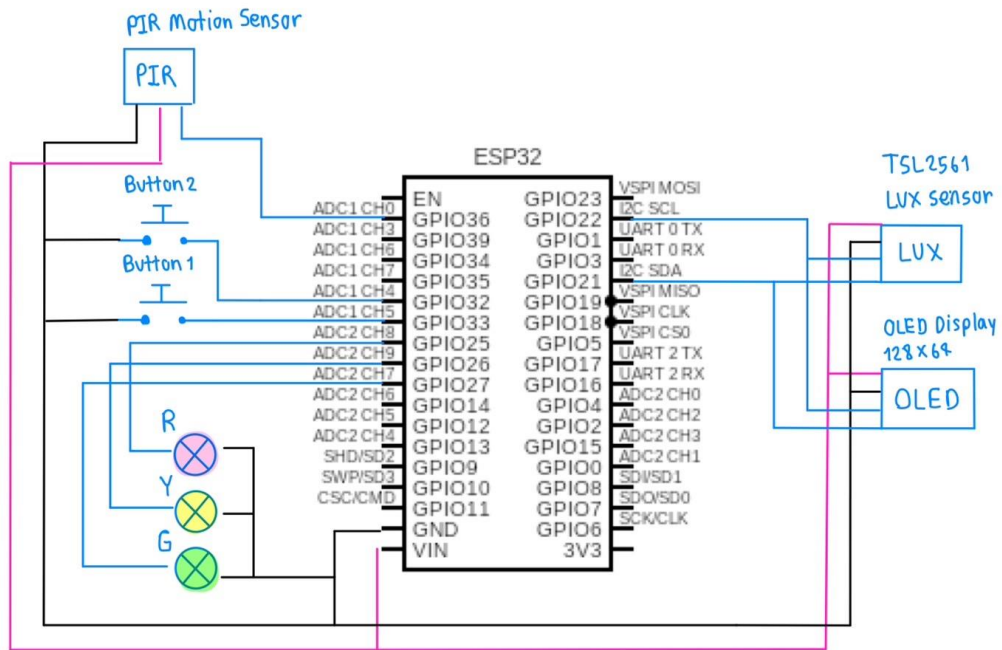 PIR Motion Sensor
PIR
Button 2
Button 1
R
Y
G
ESP32
ADC1 CH0
ADC1 CH3
ADC1 CH6
ADC1 CH7
ADC1 CH4
ADC1 CH5
ADC2 CH8
ADC2 CH9
ADC2 CH7
ADC2 CH6
ADC2 CH5
ADC2 CH4
SHD/SD2
SWP/SD3
CSC/CMD
EN
GPIO36
GPIO39
GPIO34
GPIO35
GPIO32
GPIO33
GPIO25
GPIO26
GPIO27
GPIO14
GPIO12
GPIO13
GPIO9
GPIO10
GPIO11
GND
VIN
GPIO23
GPIO22
GPIO1
GPIO3
GPIO21
GPIO19
GPIO18
GPIO5
GPIO17
GPIO16
GPIO4
GPIO2
GPIO15
GPIO0
GPIO8
GPIO7
GPIO6
3V3
VSPI MOSI
I2C SCL
UART 0 TX
UART 0 RX
I2C SDA
VSPI MISO
VSPI CLK
VSPI CS0
UART 2 TX
UART 2 RX
ADC2 CH0
ADC2 CH2
ADC2 CH3
ADC2 CH1
SDI/SD1
SDO/SD0
SCK/CLK
TSL2561
LUX sensor
LUX
OLED Display
128x64
OLED